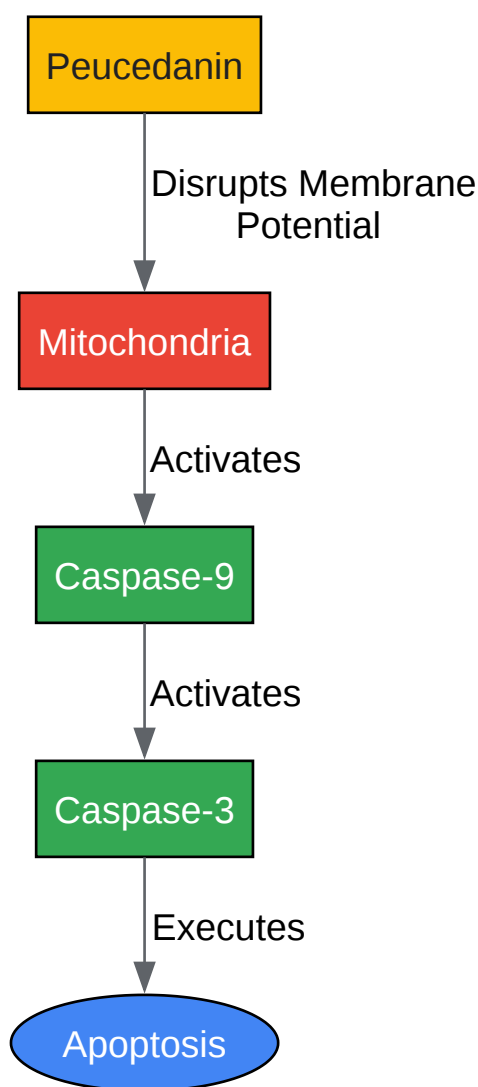 Peucedanin
Disrupts Membrane
Potential
Mitochondria
Activates
Caspase-9
Activates
Caspase-3
Executes
Apoptosis